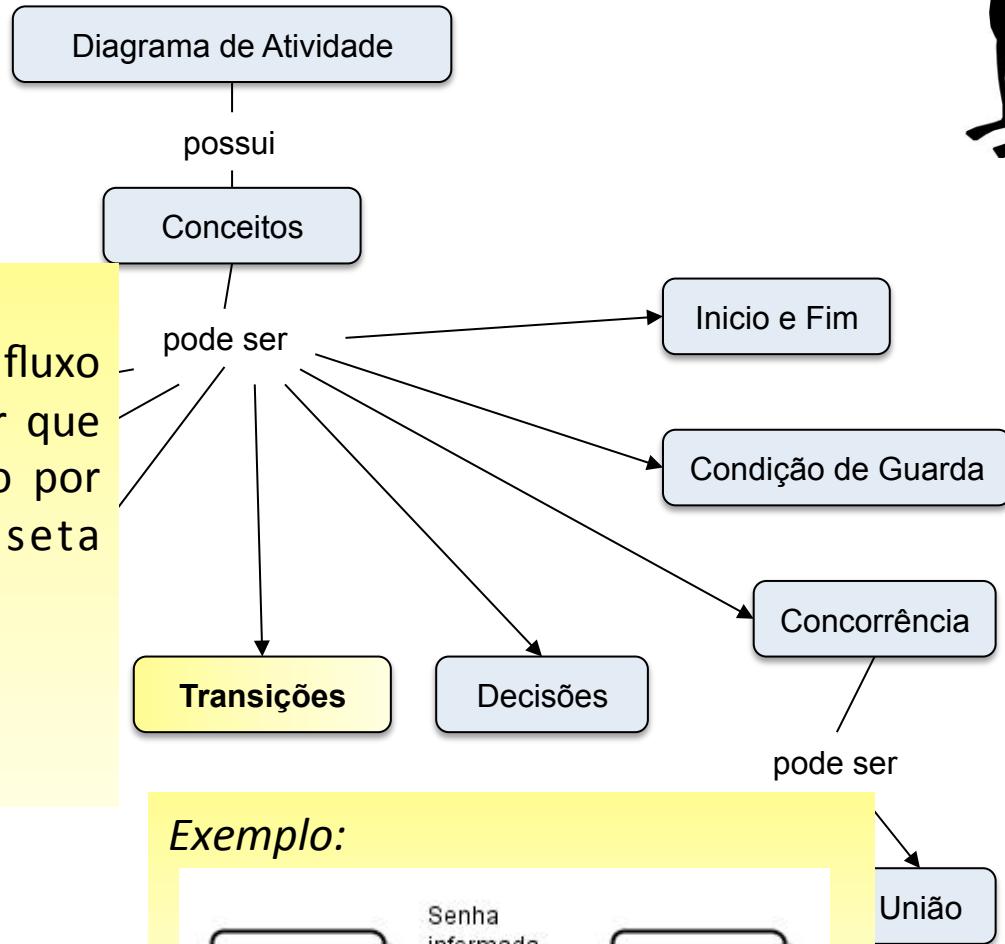 Diagrama de Atividade
possui
Conceitos
pode ser
Inicio e Fim
Condição de Guarda
Concorrência
fluxo
que
por
seta
Transições
Decisões
pode ser
União
Exemplo:
Senha
informada